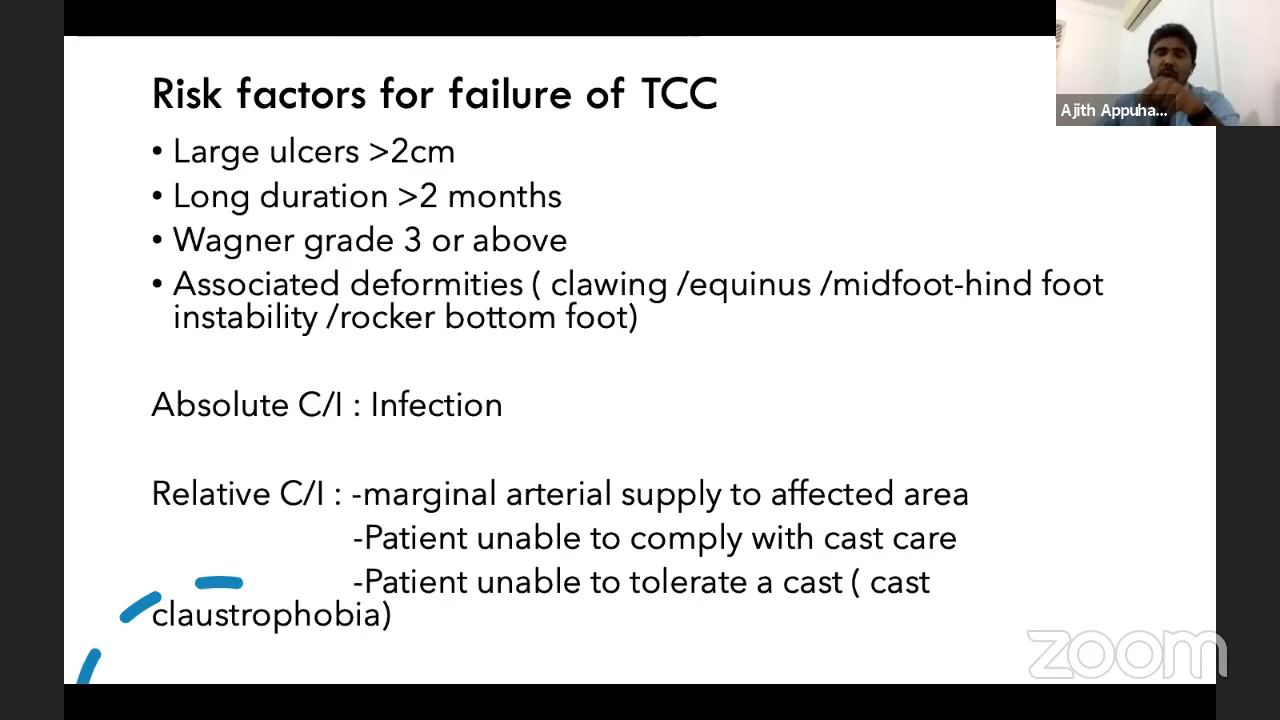 Risk factors for failure of TCC
Ajith Appuha...
• Large ulcers >2cm
• Long duration >2 months
• Wagner grade 3 or above
• Associated deformities ( clawing /equinus /midfoot-hind foot
instability /rocker bottom foot)
Absolute C/I : Infection
Relative C/I : -marginal arterial supply to affected area
-Patient unable to comply with cast care
-Patient unable to tolerate a cast ( cast
claustrophobia)
zoom